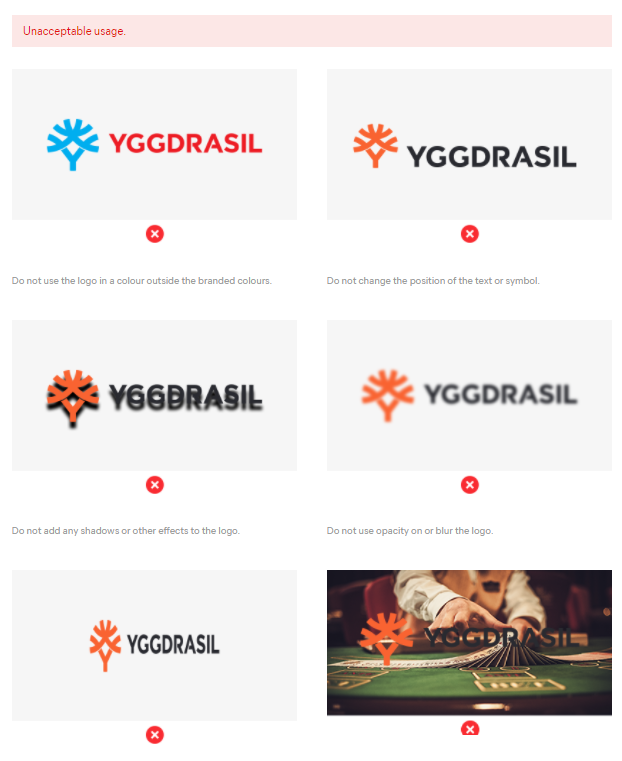 Unacceptable usage.
YGGDRASIL
YGGDRASIL
Do not use the logo in a colour outside the branded colours.
Do not change the position of the text or symbol.
YGGDRASIL
YGGDRASIL
Do not add any shadows or other effects to the logo.
Do not use opacity on or blur the logo.
YGGDRASIL
YGGDRASIL